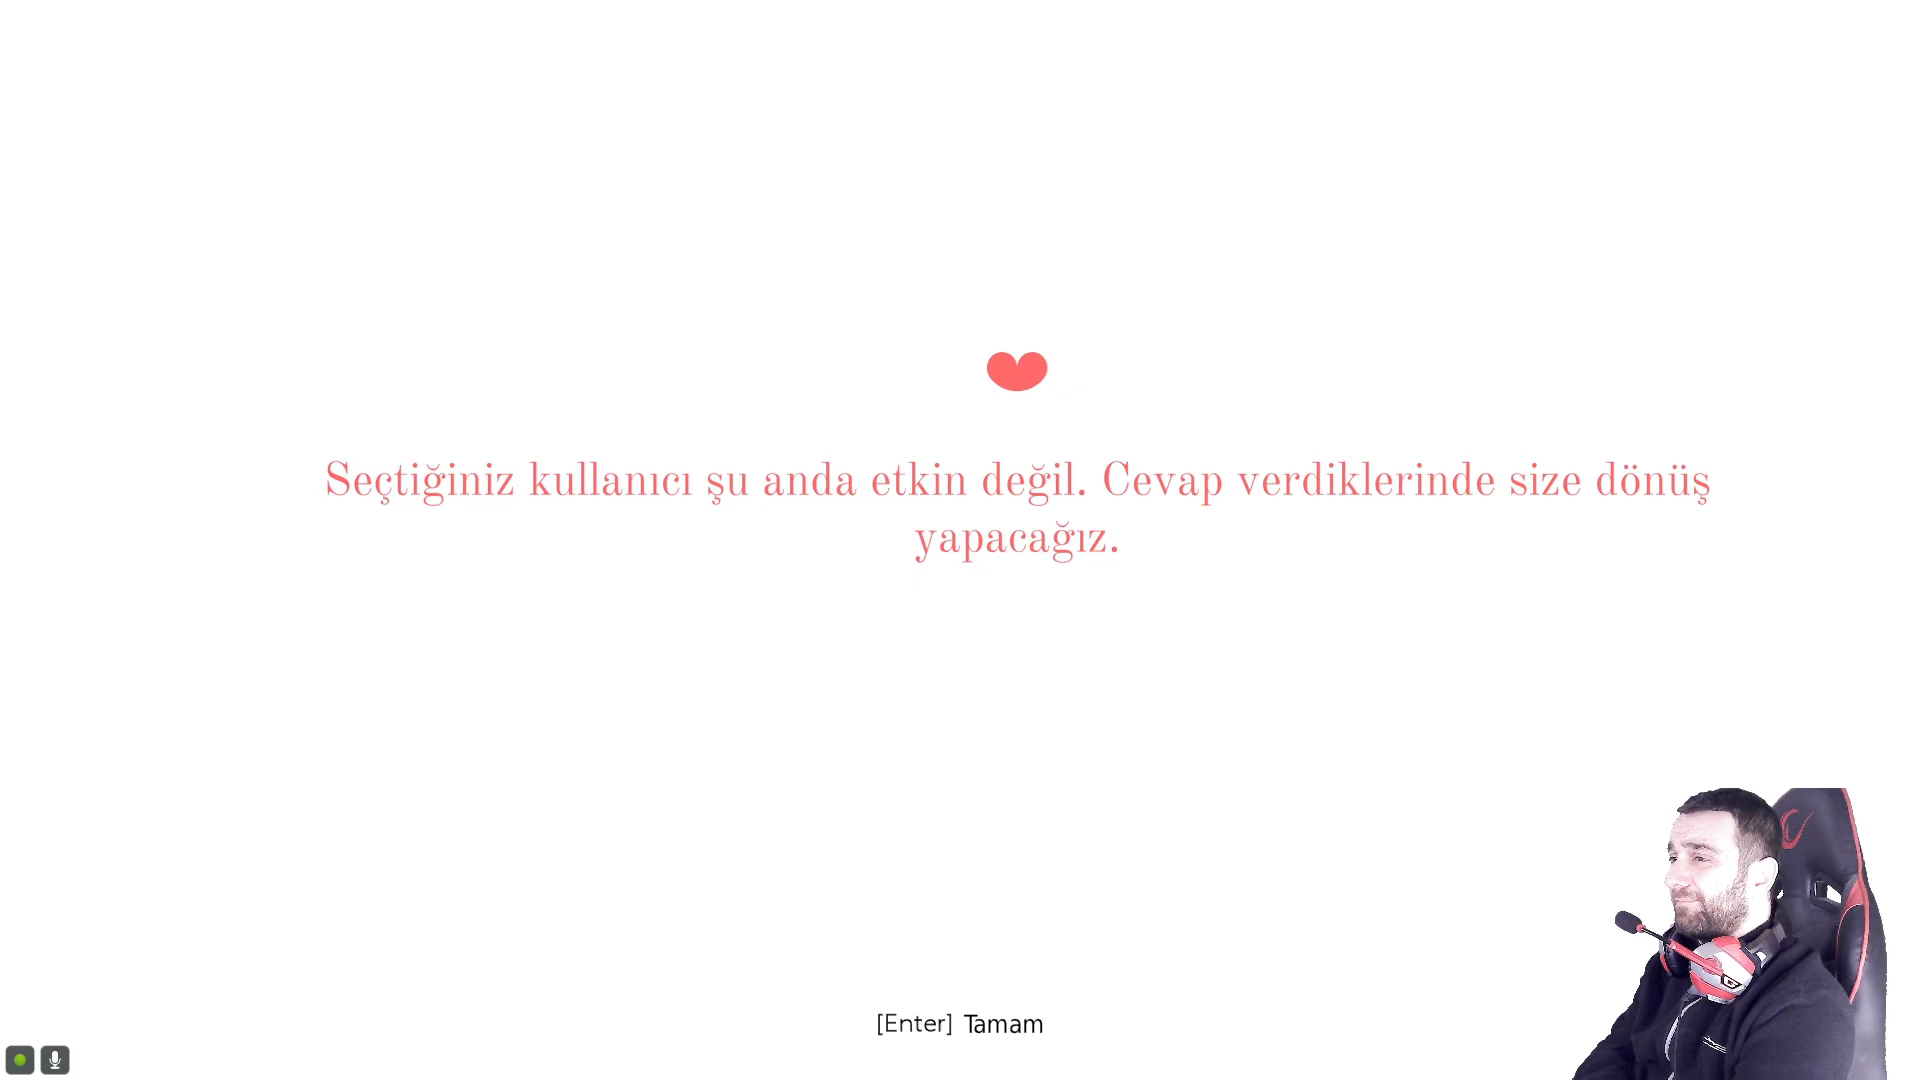 Seçtiğiniz kullanıcı şu anda etkin değil. Cevap verdiklerinde size dönüş
yapacağız.
[Enter] Tamam